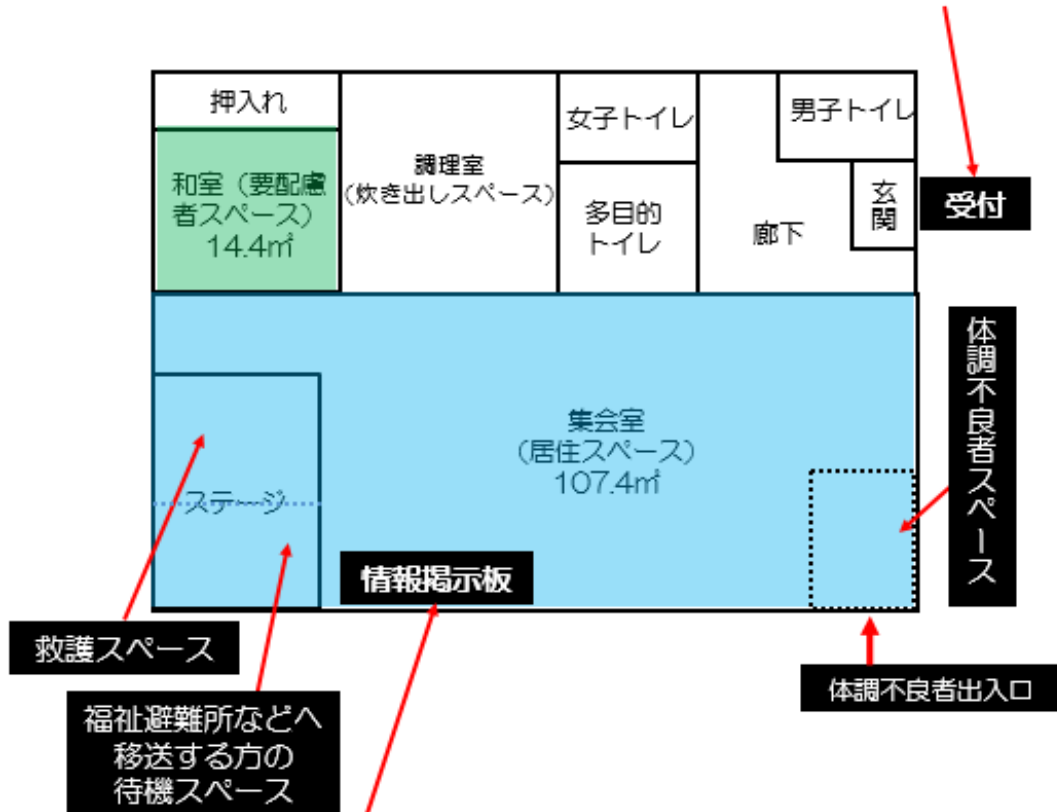 押入れ
和室（要配慮
者スペース）
14.4㎡
調理室
（炊き出しスペース）
女子トイレ
多目的
トイレ
廊下
男子トイレ
玄
関
受付
集会室
（居住スペース）
107.4㎡
体調不良者スペース
ステージ
情報掲示板
救護スペース
福祉避難所などへ
移送する方の
待機スペース
体調不良者出入口